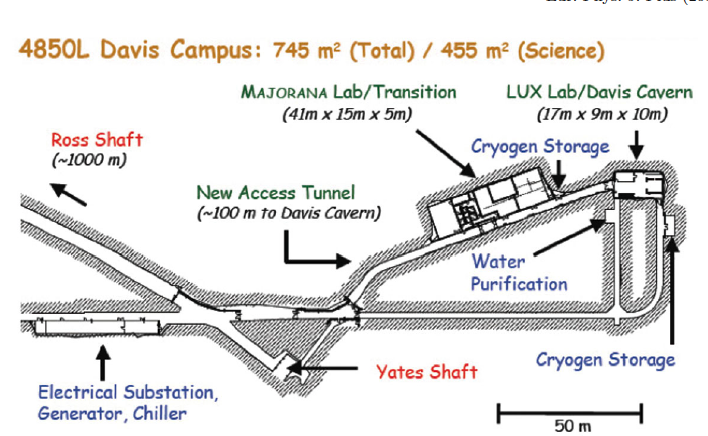 4850L Davis Campus: 745 m² (Total) / 455 m² (Science)
MAJORANA Lab/Transition
(41m x 15m x 5m)
LUX Lab/Davis Cavern
(17m x 9m x 10m)
Ross Shaft
(~1000 m)
Cryogen Storage
New Access Tunnel
(~100 m to Davis Cavern)
Water
Purification
Yates Shaft
Cryogen Storage
Electrical Substation,
Generator, Chiller
50 m